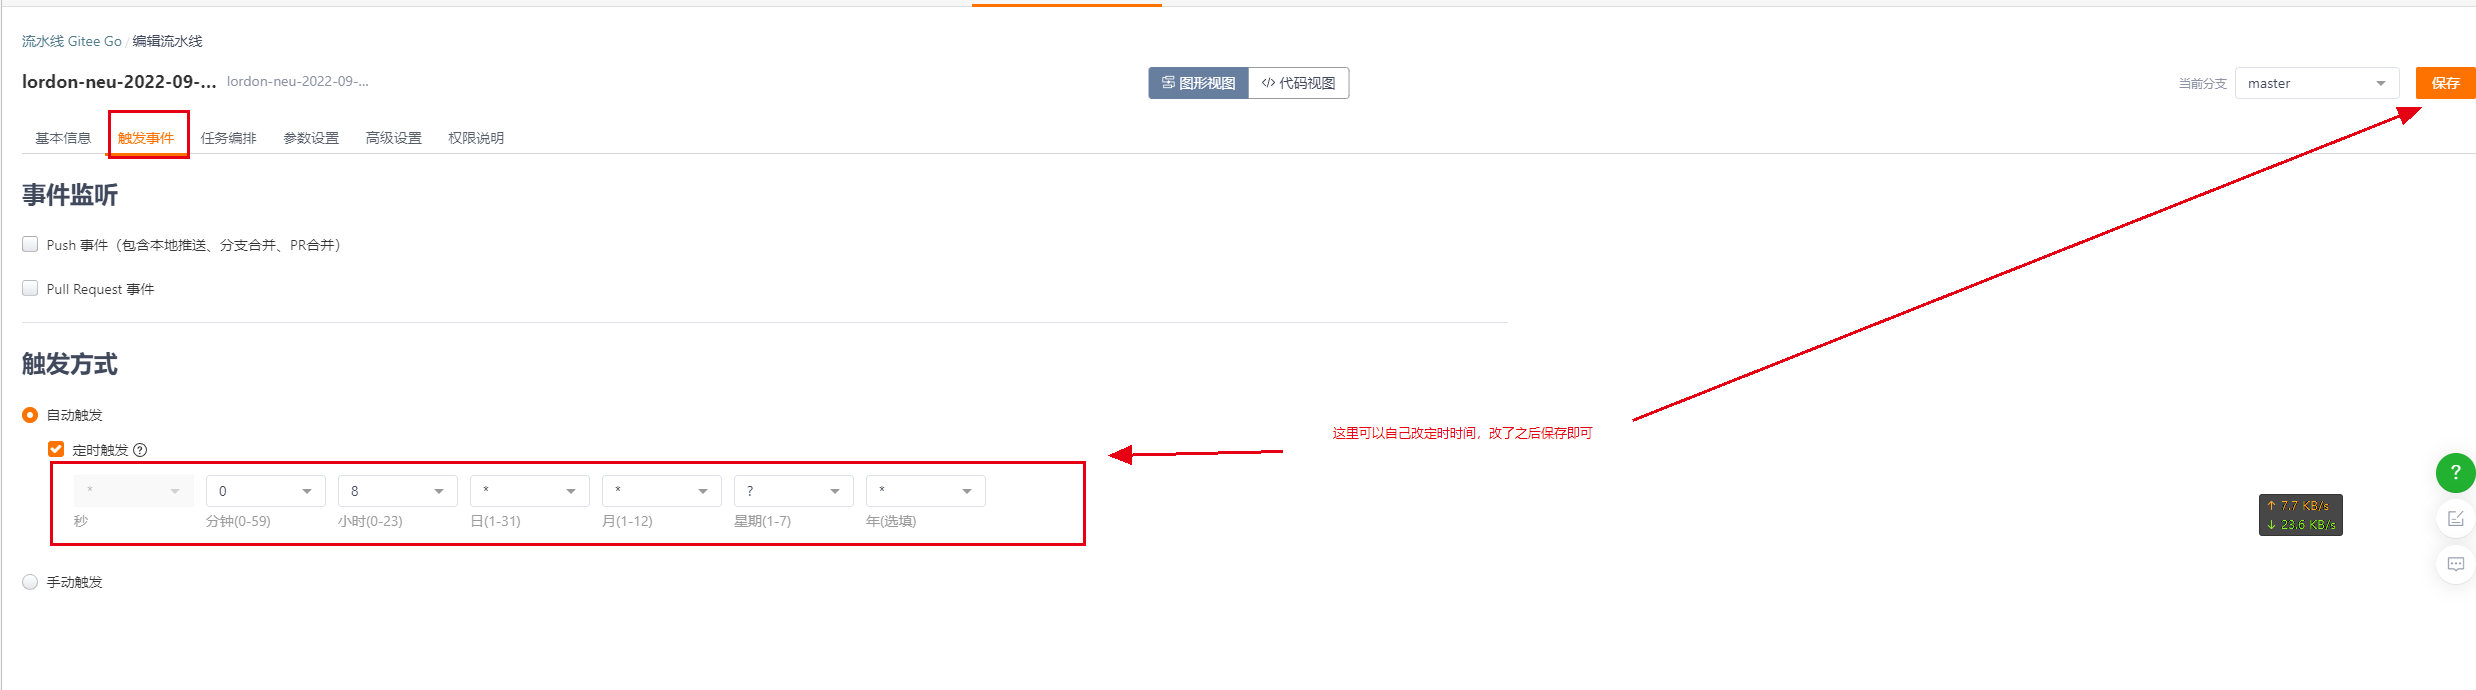 流水线 Gitee Go / 编辑流水线
lordon-neu-2022-09-... lordon-neu-2022-09-...
图形视图 </> 代码视图
当前分支 master 保存
基本信息 触发事件 任务编排 参数设置 高级设置 权限说明
事件监听
Push 事件（包含本地推送、分支合并、PR合并）
Pull Request 事件
触发方式
自动触发
这里可以自己改定时时间，改了之后保存即可
定时触发 ?
* 0 8 * * ? *
秒 分钟(0-59) 小时(0-23) 日(1-31) 月(1-12) 星期(1-7) 年(选填)
?
↑ 7.7 KB/s
↓ 23.6 KB/s
手动触发